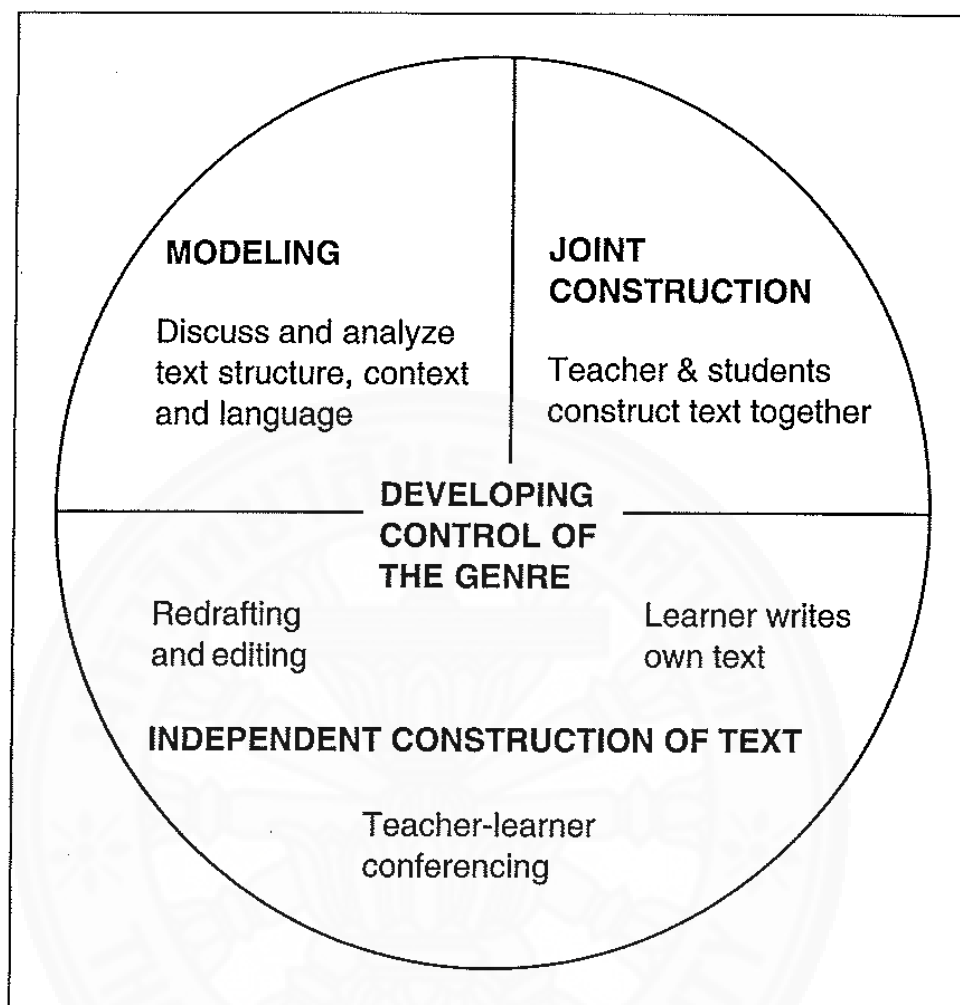 MODELING
Discuss and analyze
text structure, context
and language
JOINT
CONSTRUCTION
Teacher & students
construct text together
DEVELOPING
CONTROL OF
THE GENRE
Redrafting
and editing
Learner writes
own text
INDEPENDENT CONSTRUCTION OF TEXT
Teacher-learner
conferencing